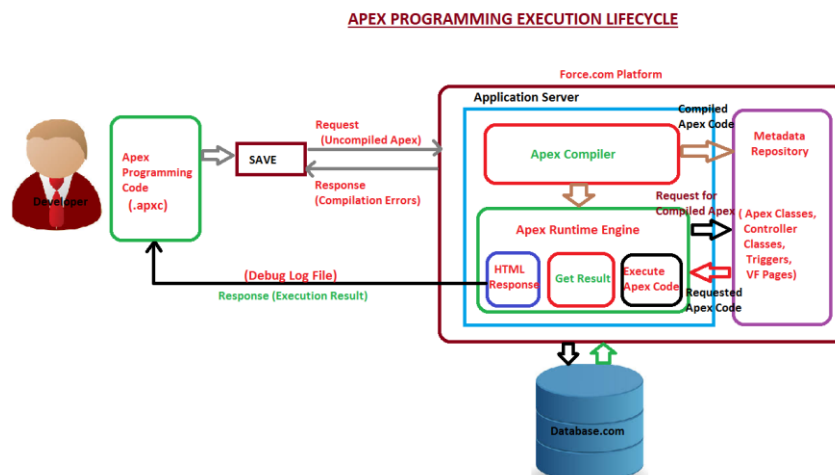 APEX PROGRAMMING EXECUTION LIFECYCLE
Force.com Platform
Application Server
Compiled
Apex Code
Request
(Uncompiled Apex)
Apex
Programming
Code
(.apxc)
SAVE
Apex Compiler
Metadata
Repository
Response
(Compilation Errors)
Developer
Request for
Compiled Apex
( Apex Classes,
Controller
Classes,
Triggers,
VF Pages)
Apex Runtime Engine
HTML
Response
Get Result
Execute
Apex Code
(Debug Log File)
Response (Execution Result)
Requested
Apex Code
Database.com